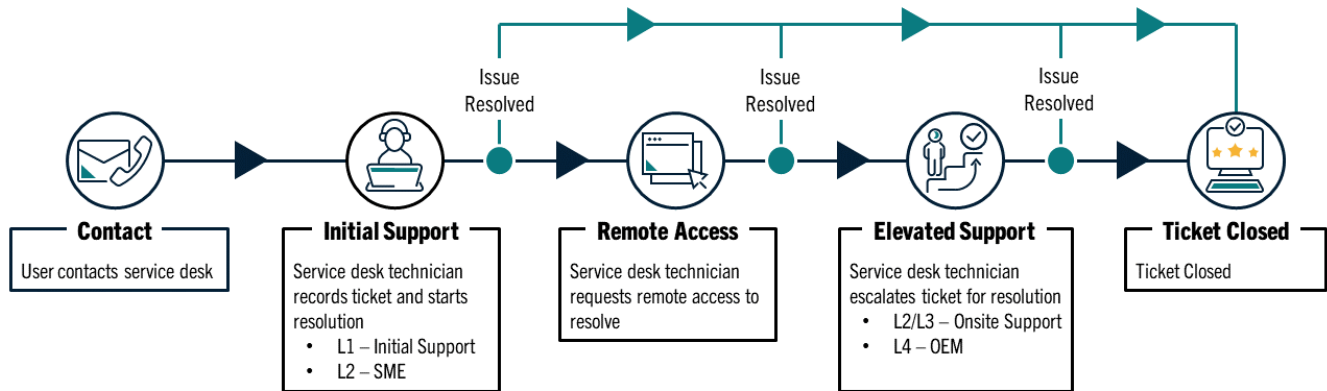 Issue
Resolved
Issue
Resolved
Issue
Resolved
Contact
User contacts service desk
Initial Support
Service desk technician
records ticket and starts
resolution
• L1 – Initial Support
• L2 – SME
Remote Access
Service desk technician
requests remote access to
resolve
Elevated Support
Service desk technician
escalates ticket for resolution
• L2/L3 – Onsite Support
• L4 – OEM
Ticket Closed
Ticket Closed